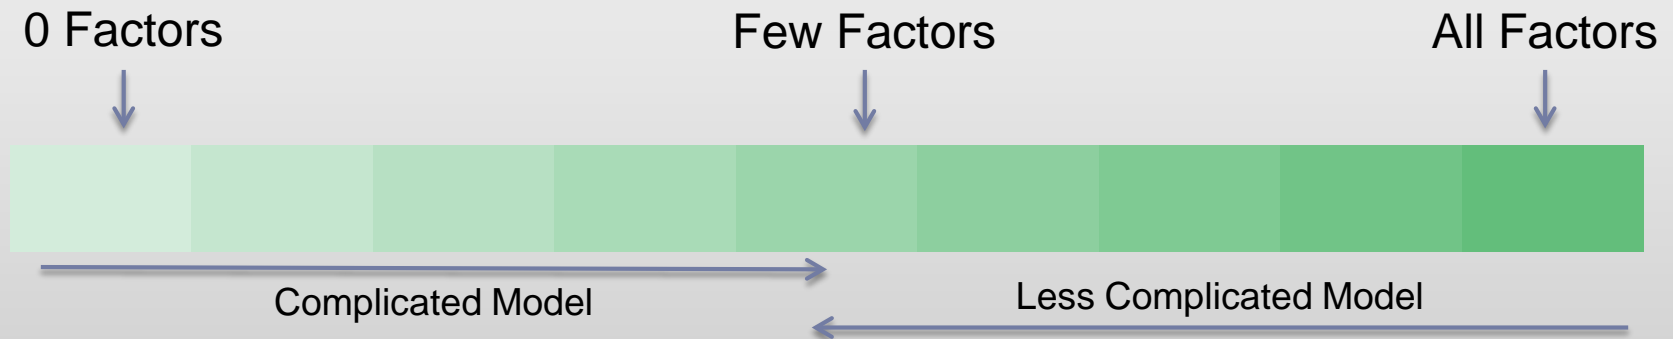 0 Factors
Few Factors
All Factors
Complicated Model
Less Complicated Model